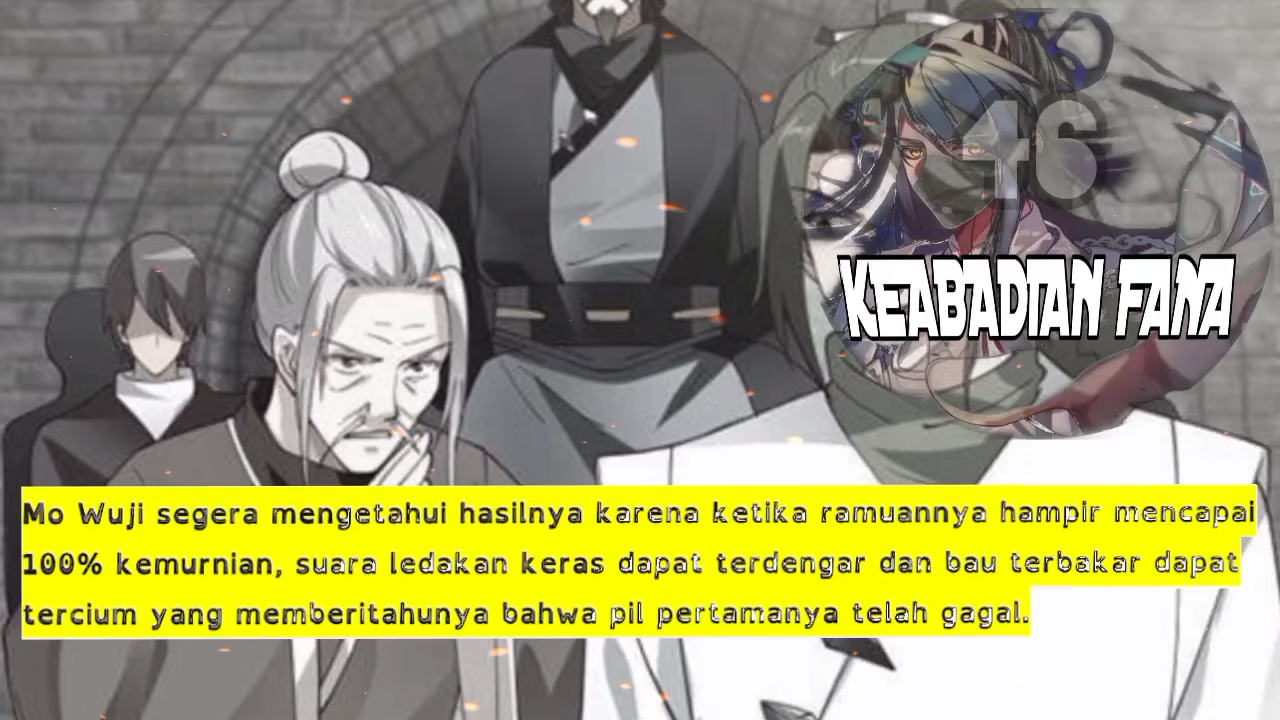 46
KEABADIAN FANA
Mo Wuji segera mengetahui hasilnya karena ketika ramuannya hampir mencapai
100% kemurnian, suara ledakan keras dapat terdengar dan bau terbakar dapat
tercium yang memberitahunya bahwa pil pertamanya telah gagal.